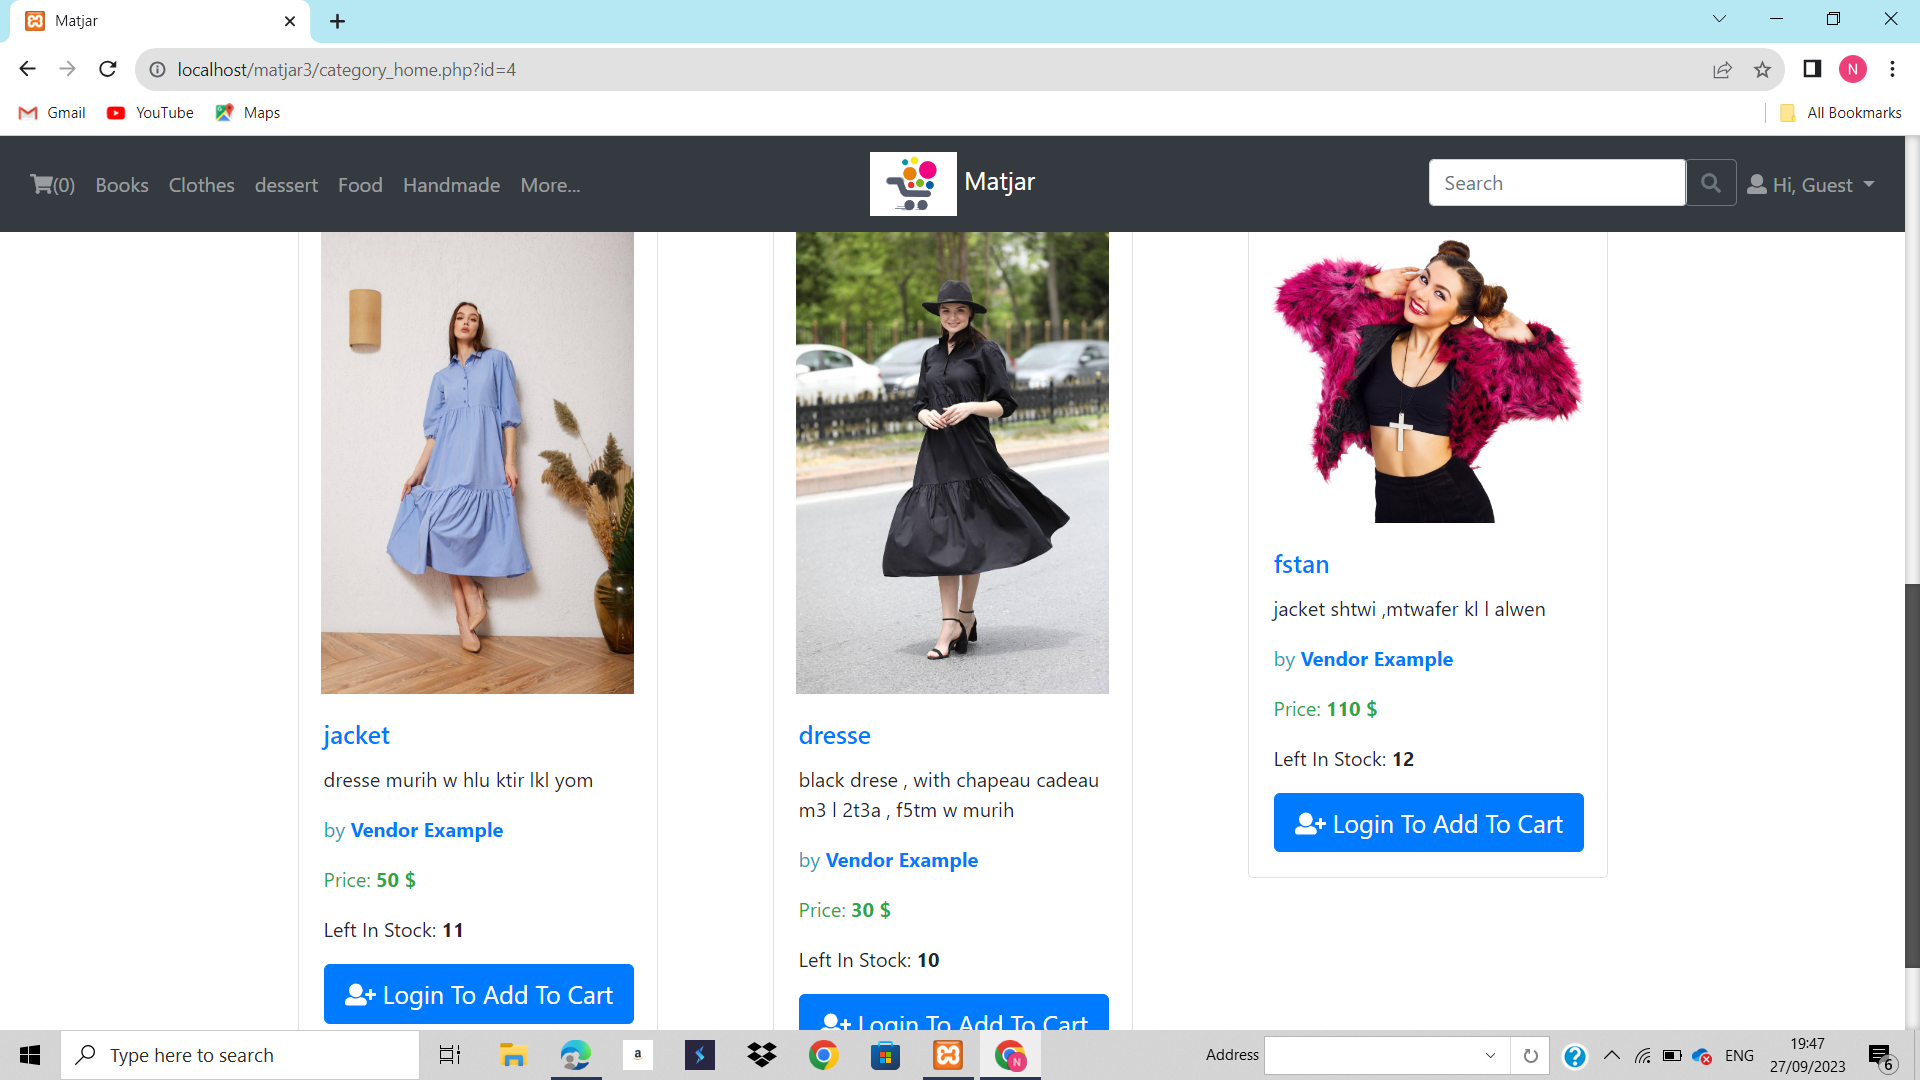 Matjar
localhost/matjar3/category_home.php?id=4
N
Gmail
YouTube
Maps
All Bookmarks
(0)
Books
Clothes
dessert
Food
Handmade
More...
Matjar
Search
Hi, Guest
jacket
dresse murih w hlu ktir lkl yom
by Vendor Example
Price: 50 $
Left In Stock: 11
Login To Add To Cart
dresse
black drese , with chapeau cadeau
m3 l 2t3a , f5tm w murih
by Vendor Example
Price: 30 $
Left In Stock: 10
Login To Add To Cart
fstan
jacket shtwi ,mtwafer kl l alwen
by Vendor Example
Price: 110 $
Left In Stock: 12
Login To Add To Cart
Type here to search
a
N
Address
ENG
19:47
27/09/2023
6